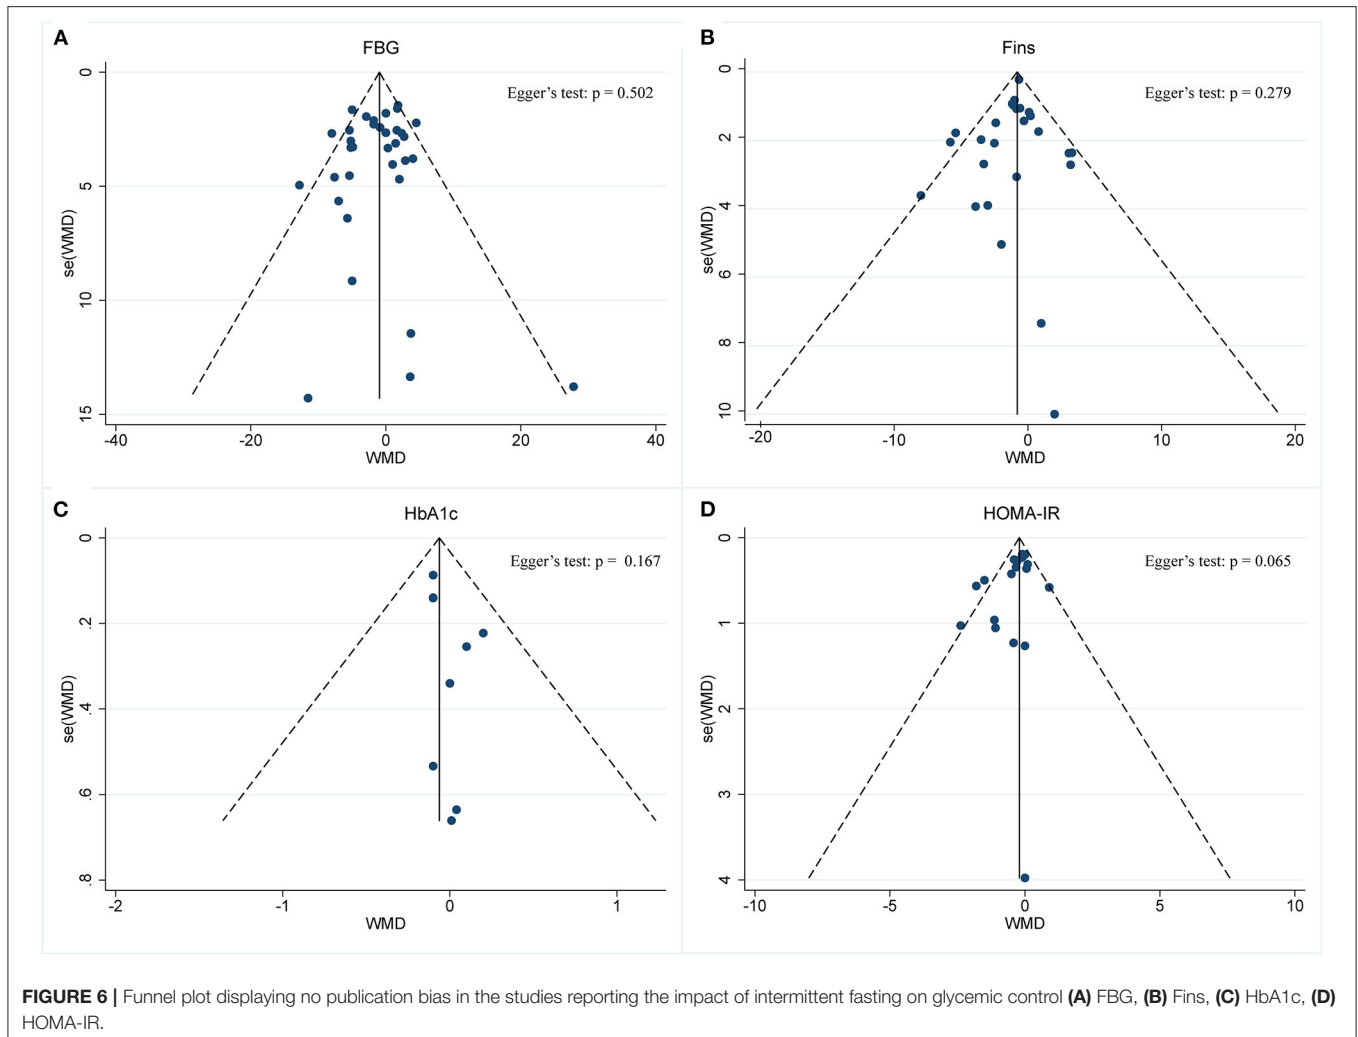 A
FBG
Egger's test: p = 0.502
se(WMD)
0
5
10
15
-40
-20
0
20
40
WMD
B
Fins
Egger's test: p = 0.279
se(WMD)
0
2
4
6
8
10
-20
-10
0
10
20
WMD
C
HbA1c
Egger's test: p = 0.167
se(WMD)
0
.2
.4
.6
.8
-2
-1
0
1
WMD
D
HOMA-IR
Egger's test: p = 0.065
se(WMD)
0
1
2
3
4
-10
-5
0
5
10
WMD
FIGURE 6 | Funnel plot displaying no publication bias in the studies reporting the impact of intermittent fasting on glycemic control (A) FBG, (B) Fins, (C) HbA1c, (D)
HOMA-IR.